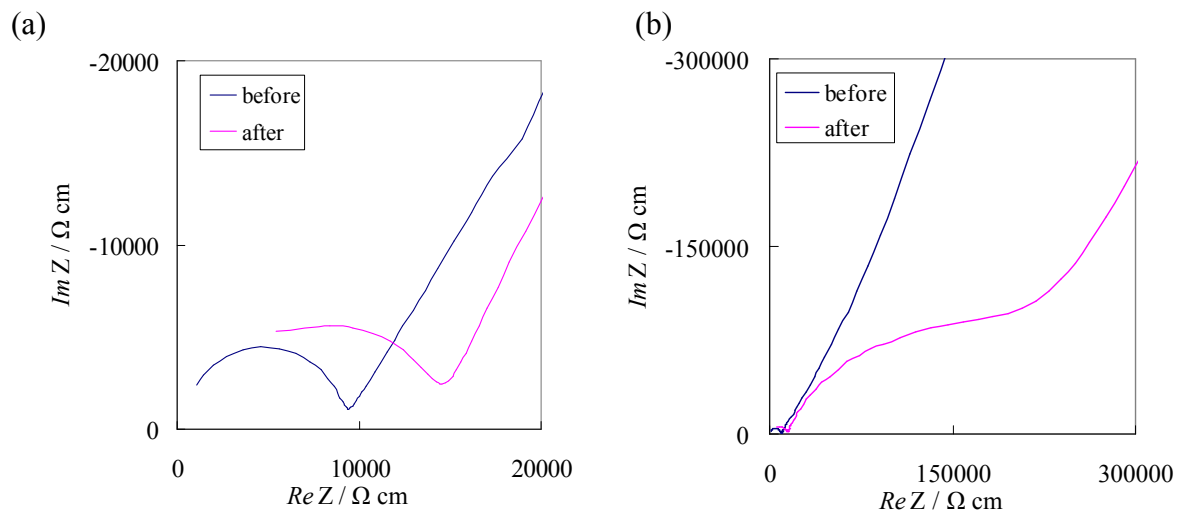 (a)
-20000
before
after
-10000
0
Im Z / Ω cm
0
10000
20000
Re Z / Ω cm
(b)
-300000
before
after
-150000
0
Im Z / Ω cm
0
150000
300000
Re Z / Ω cm